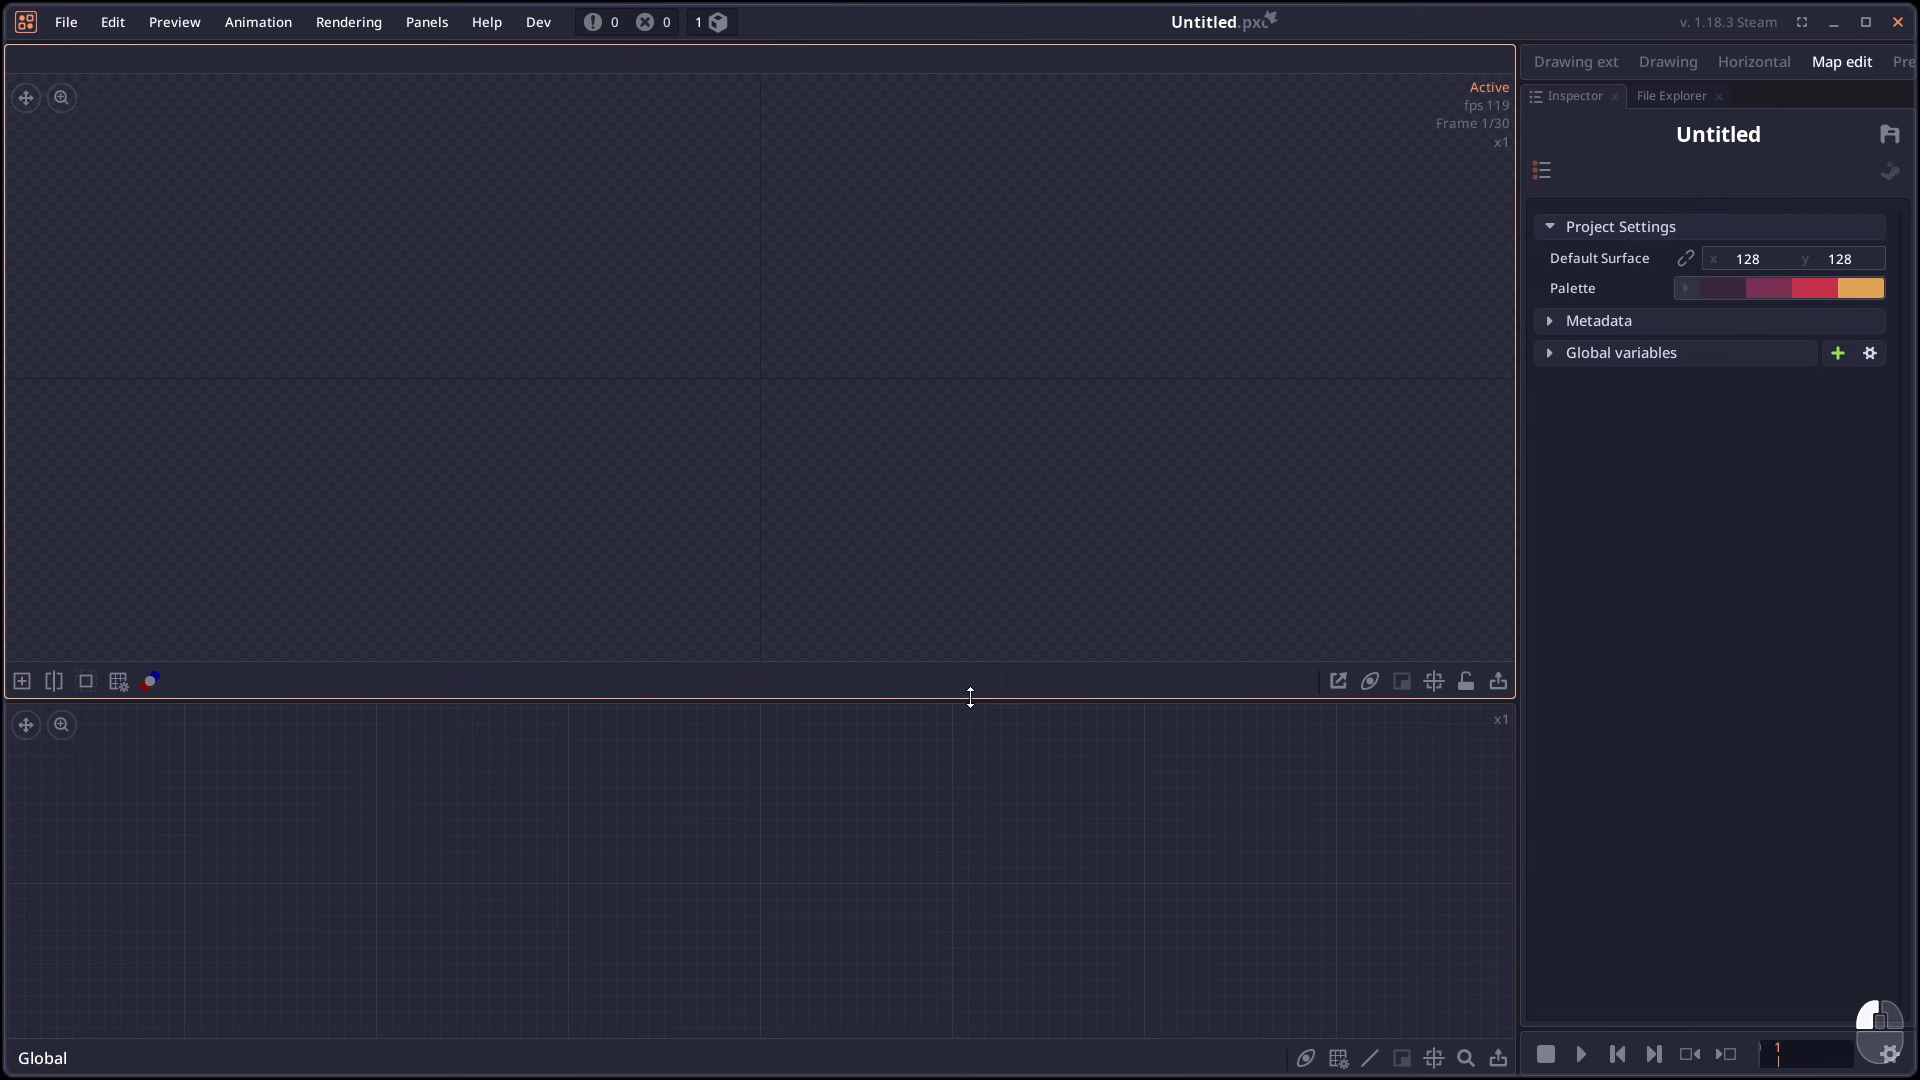 File Edit Preview Animation Rendering Panels Help Dev 0 0 1 Untitled.pxc v. 1.18.3 Steam
Drawing ext Drawing Horizontal Map edit Pre
Inspector File Explorer
Active
fps 119
Frame 1/30
x1
Untitled
Project Settings
Default Surface x 128 y 128
Palette
Metadata
Global variables
x1
Global
1